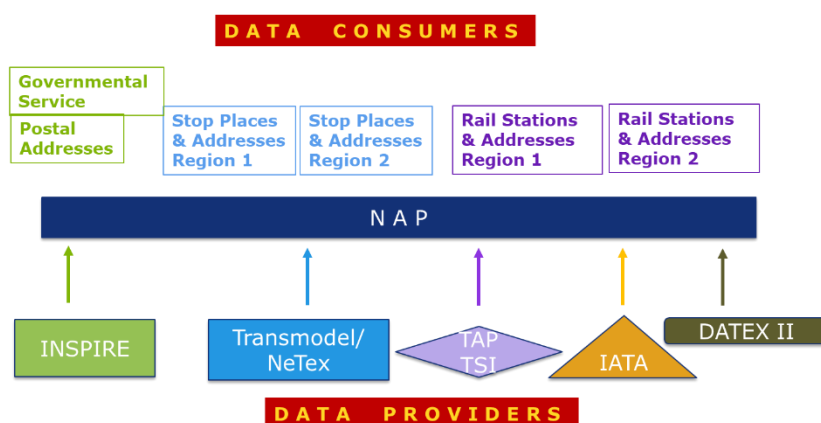 DATA CONSUMERS
Governmental
Service
Postal
Addresses
Stop Places
& Addresses
Region 1
Stop Places
& Addresses
Region 2
Rail Stations
& Addresses
Region 1
Rail Stations
& Addresses
Region 2
NAP
INSPIRE
Transmodel/
NeTex
TAP
TSI
IATA
DATEX II
DATA PROVIDERS